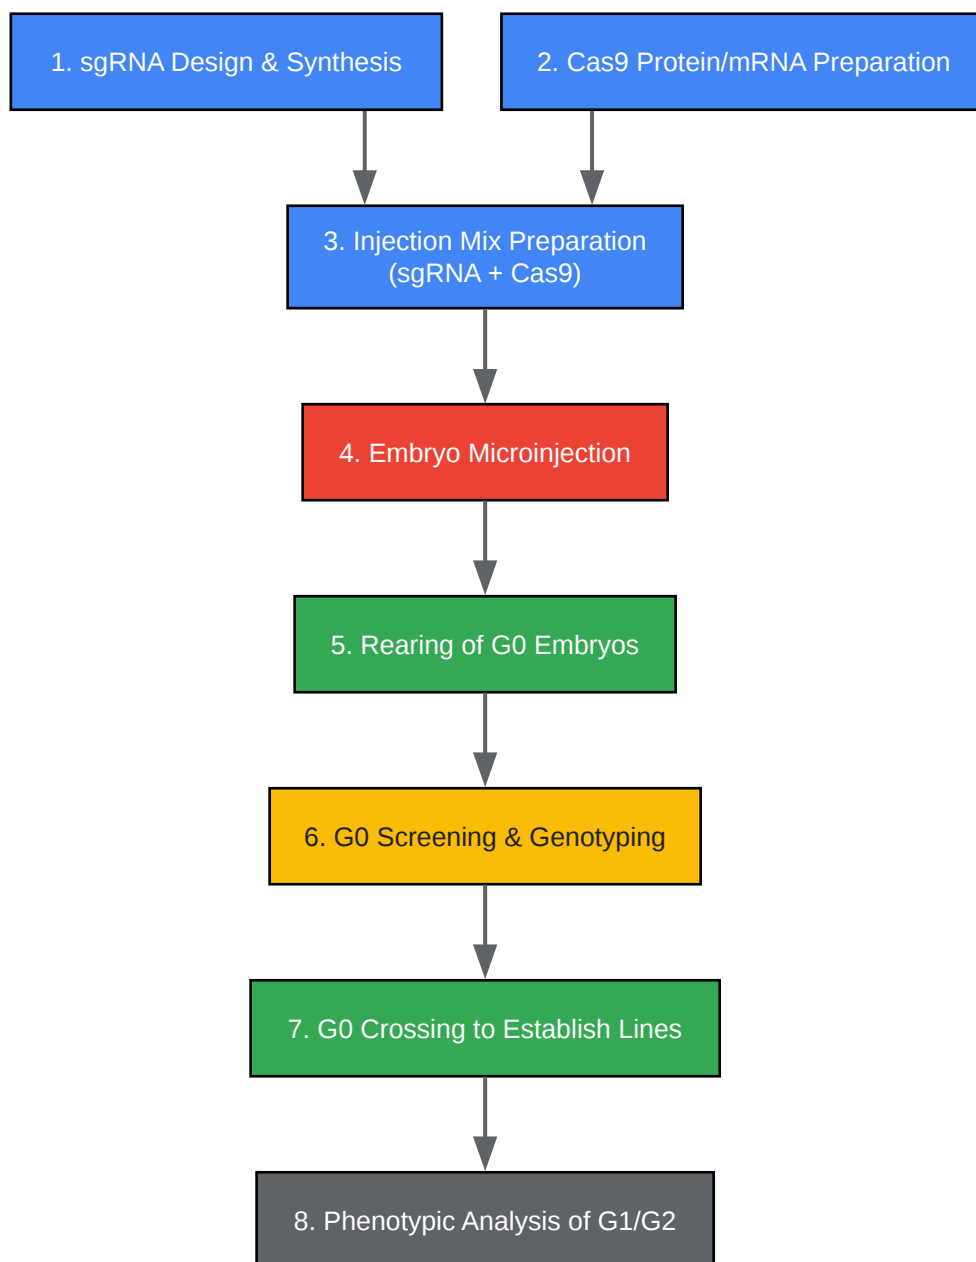 1. sgRNA Design & Synthesis
2. Cas9 Protein/mRNA Preparation
3. Injection Mix Preparation
(sgRNA + Cas9)
4. Embryo Microinjection
5. Rearing of G0 Embryos
6. G0 Screening & Genotyping
7. G0 Crossing to Establish Lines
8. Phenotypic Analysis of G1/G2